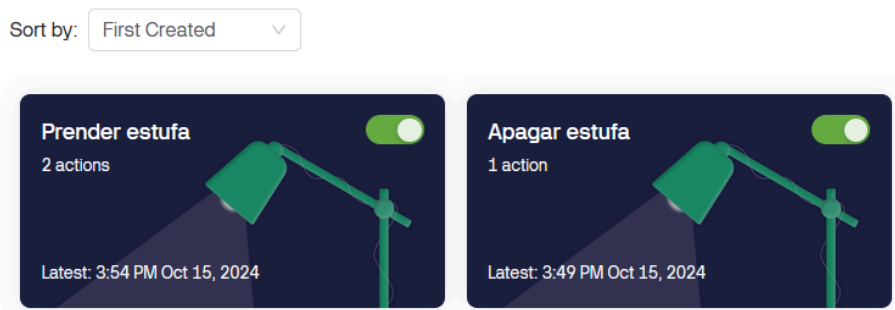 Sort by: First Created
Prender estufa
2 actions
Latest: 3:54 PM Oct 15, 2024
Apagar estufa
1 action
Latest: 3:49 PM Oct 15, 2024